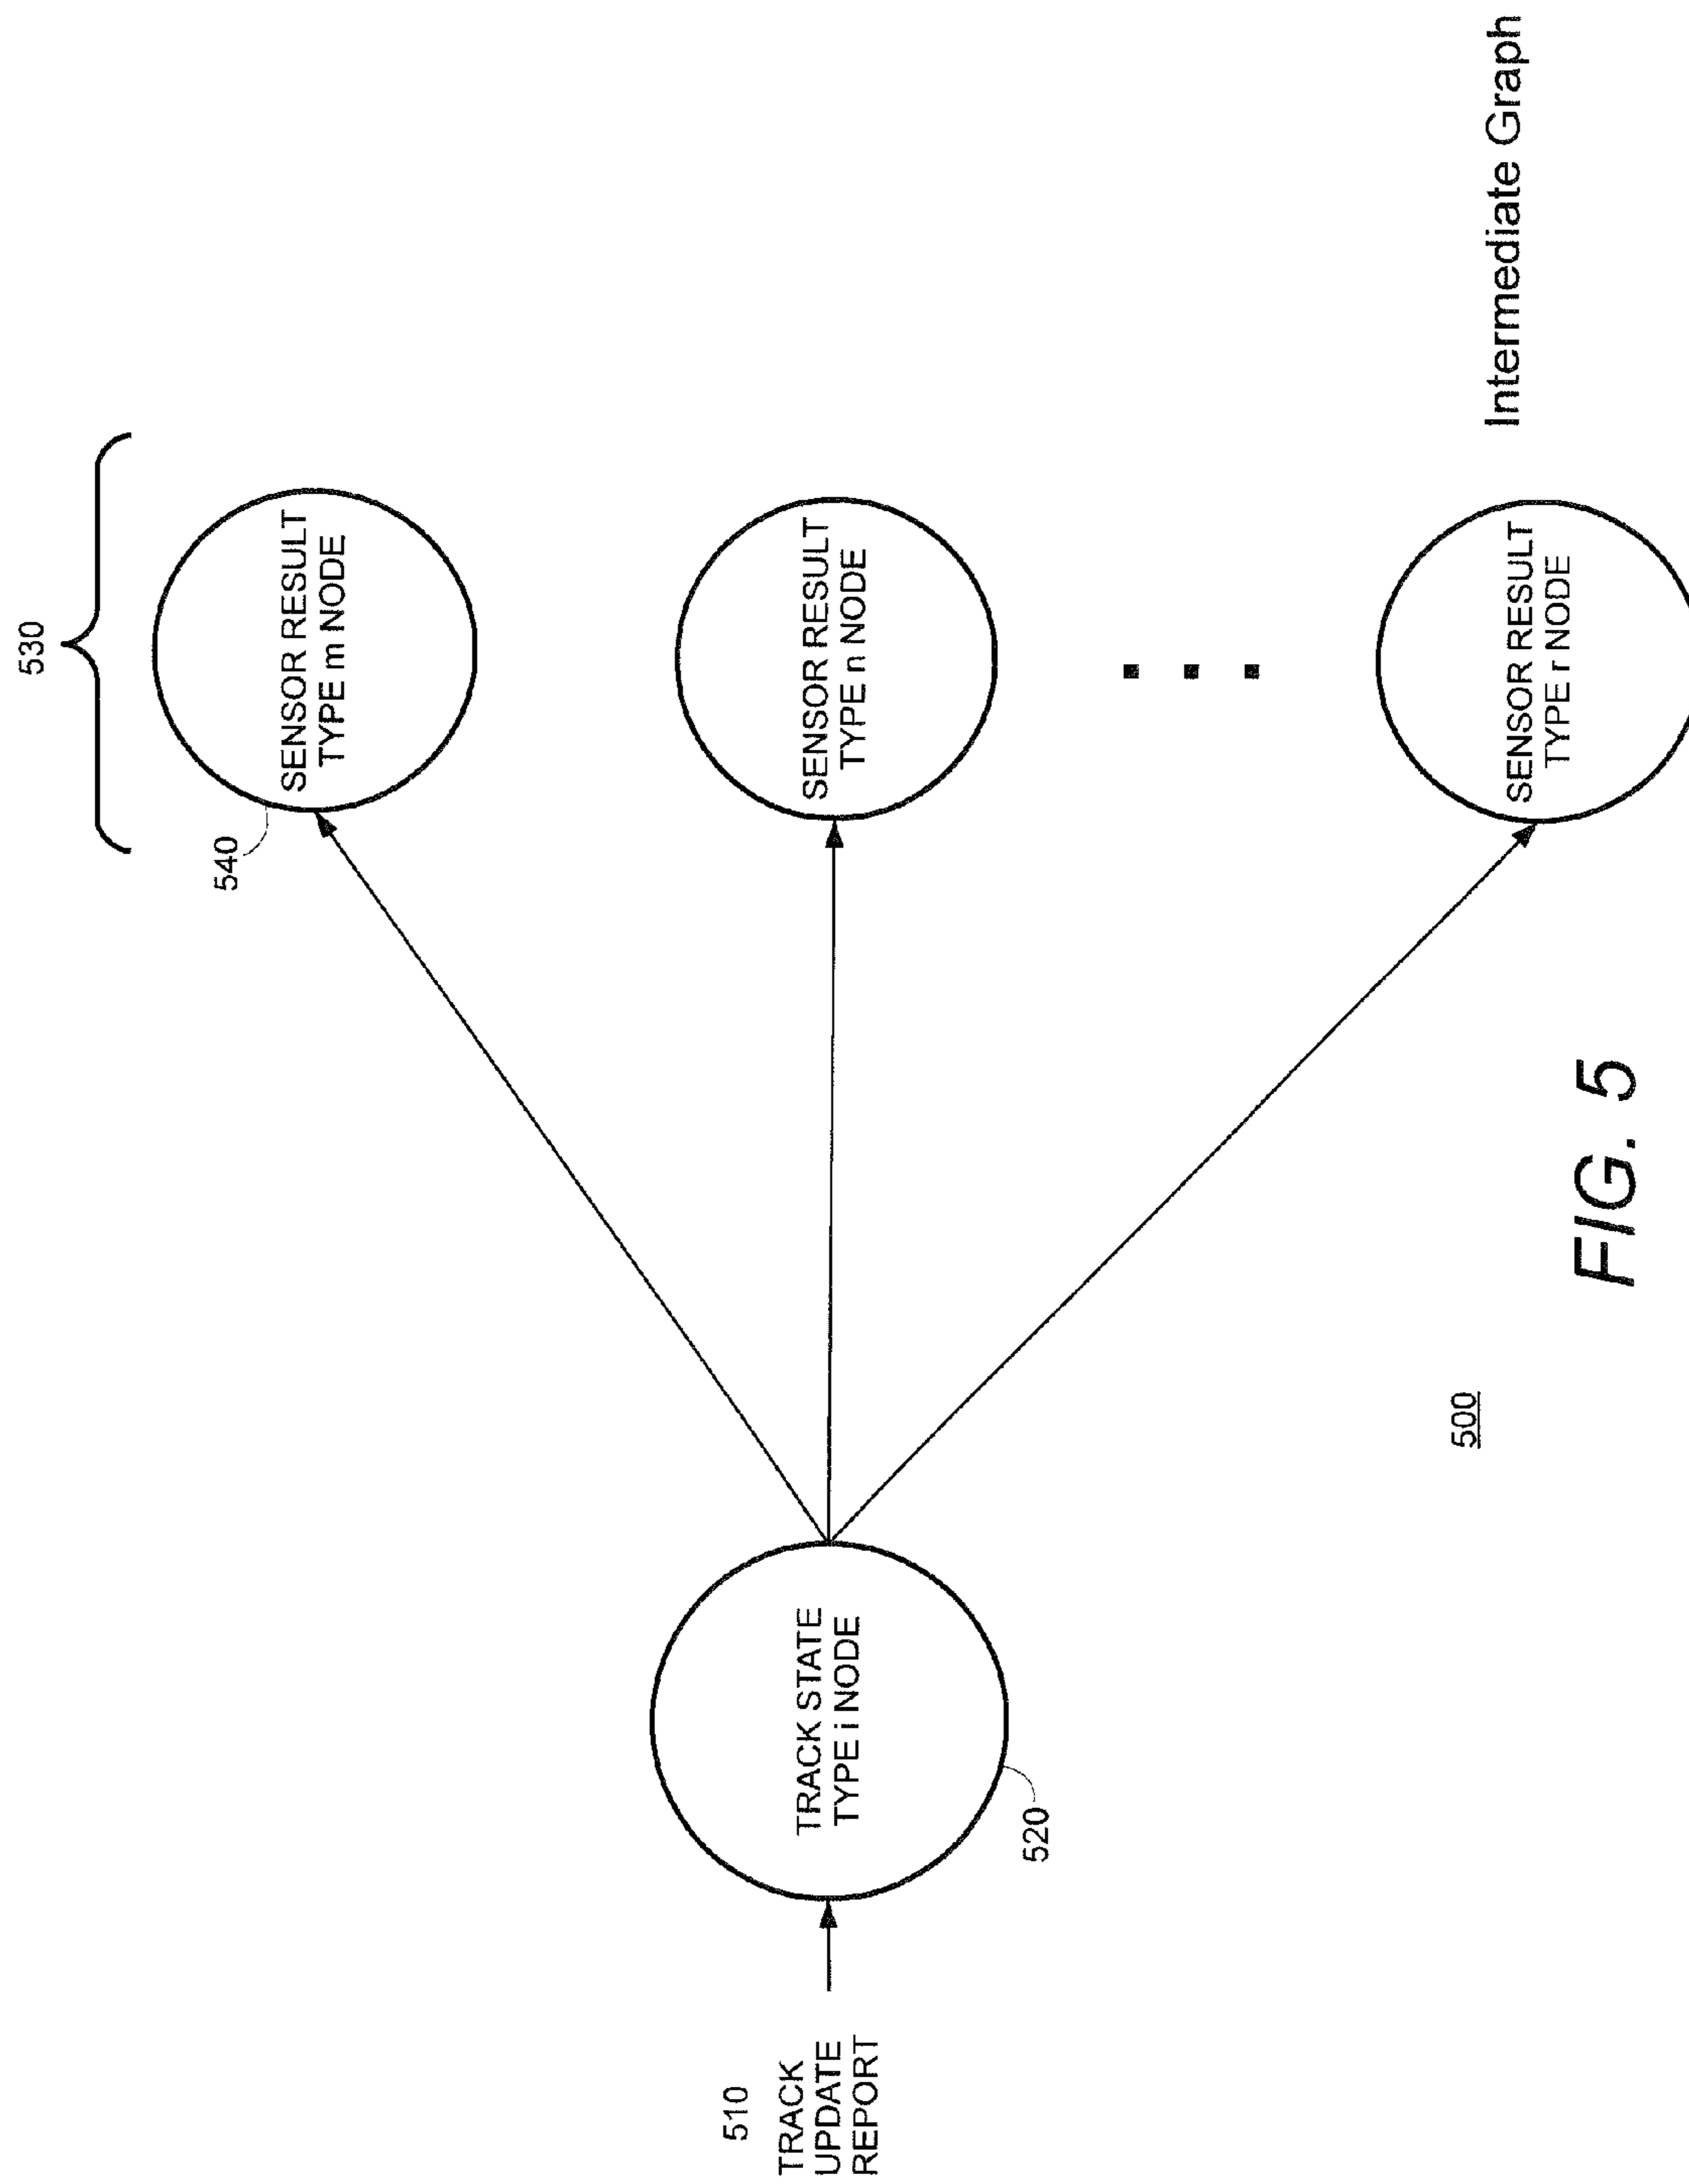 530
540
SENSOR RESULT
TYPE m NODE
510
TRACK
UPDATE
REPORT
TRACK STATE
TYPE i NODE
520
SENSOR RESULT
TYPE n NODE
SENSOR RESULT
TYPE r NODE
500
Intermediate Graph
FIG. 5